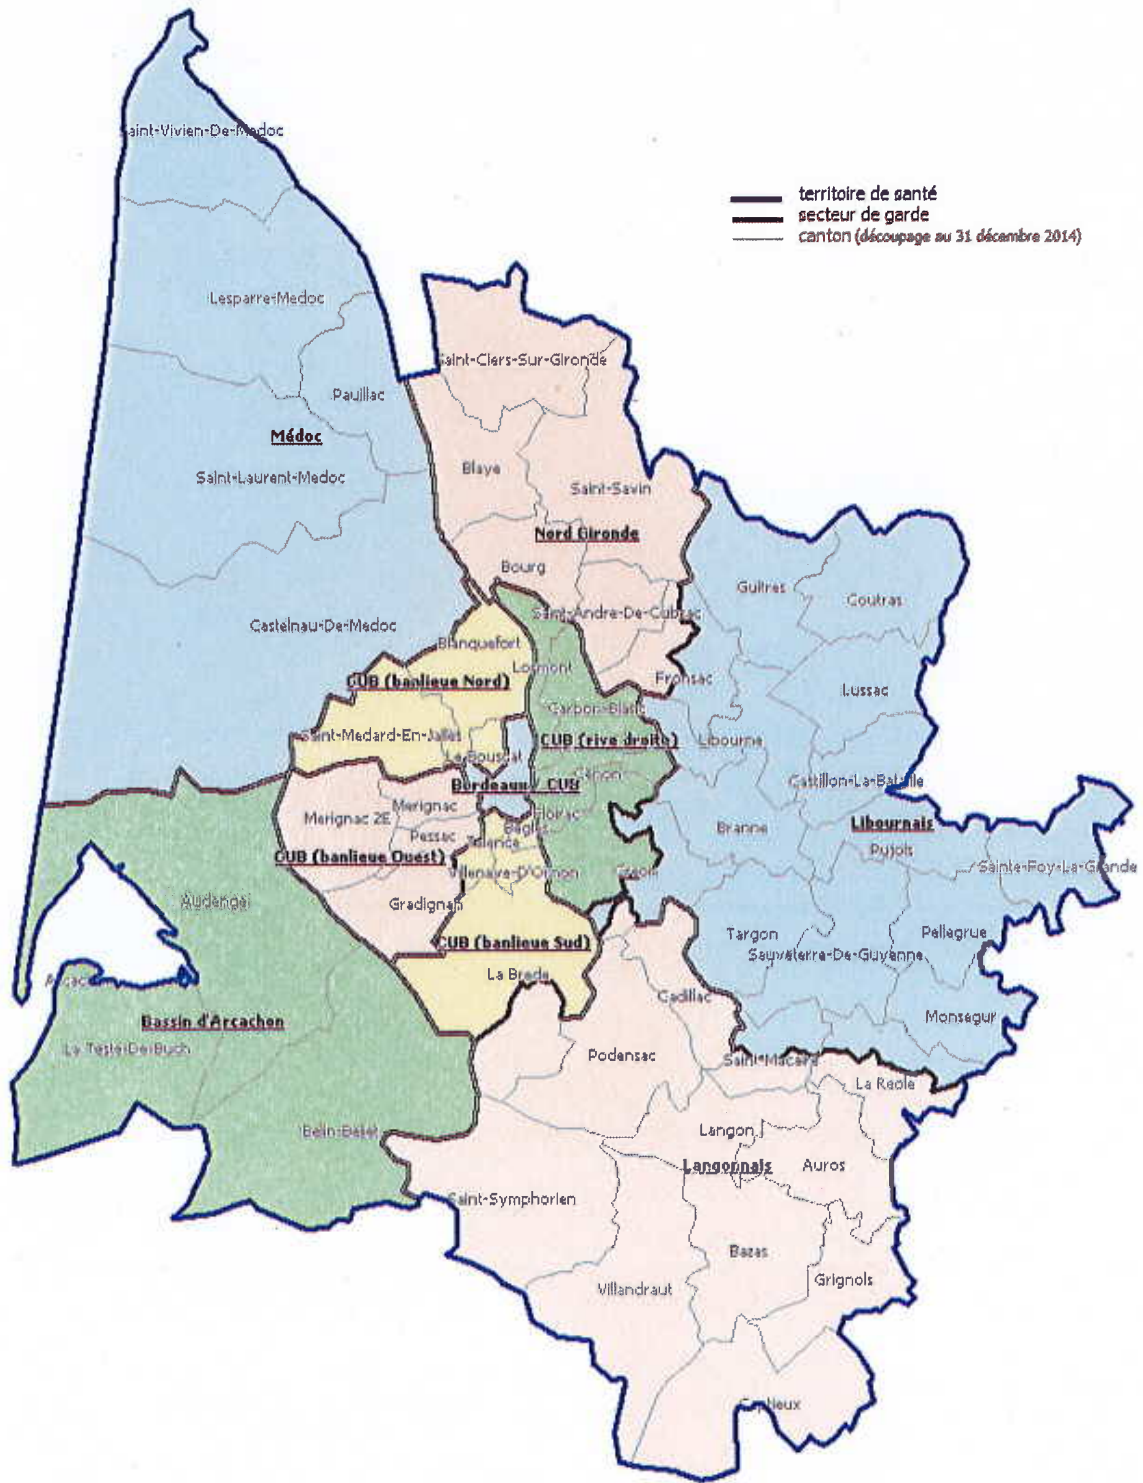 Saint-Vivien-De-Medoc
territoire de santé
secteur de garde
canton (découpage au 31 décembre 2014)
Lesparre-Medoc
Saint-Ciers-Sur-Gironde
Pauillac
Médoc
Blaye
Saint-Laurent-Medoc
Saint-Savin
Nord Gironde
Bourg
Guitres
Coutras
Saint-Andre-De-Cubzac
Castelnau-De-Medoc
Blanquefort
Lormont
Fronsac
CUB (banlieue Nord)
Lussac
Carbon-Blanc
Saint-Medard-En-Jalles
CUB (rive droite)
Libourne
Le Bouscat
Cenon
Castillon-La-Bataille
Bordeaux / CUB
Merignac
Floirac
Merignac 2E
Begles
Branne
Libournais
Pessac
Talence
Pujols
CUB (banlieue Ouest)
Sainte-Foy-La-Grande
Villenave-D'Ornon
Creon
Audenge
Gradignan
Targon
Pellegrue
CUB (banlieue Sud)
Sauveterre-De-Guyenne
La Brede
Arcachon
Cadillac
Bassin d'Arcachon
Monsegur
La Teste-De-Buch
Podensac
Saint-Macaire
La Reole
Belin-Beliet
Langon
Langonnais
Auros
Saint-Symphorien
Bazas
Villandraut
Grignols
Captieux